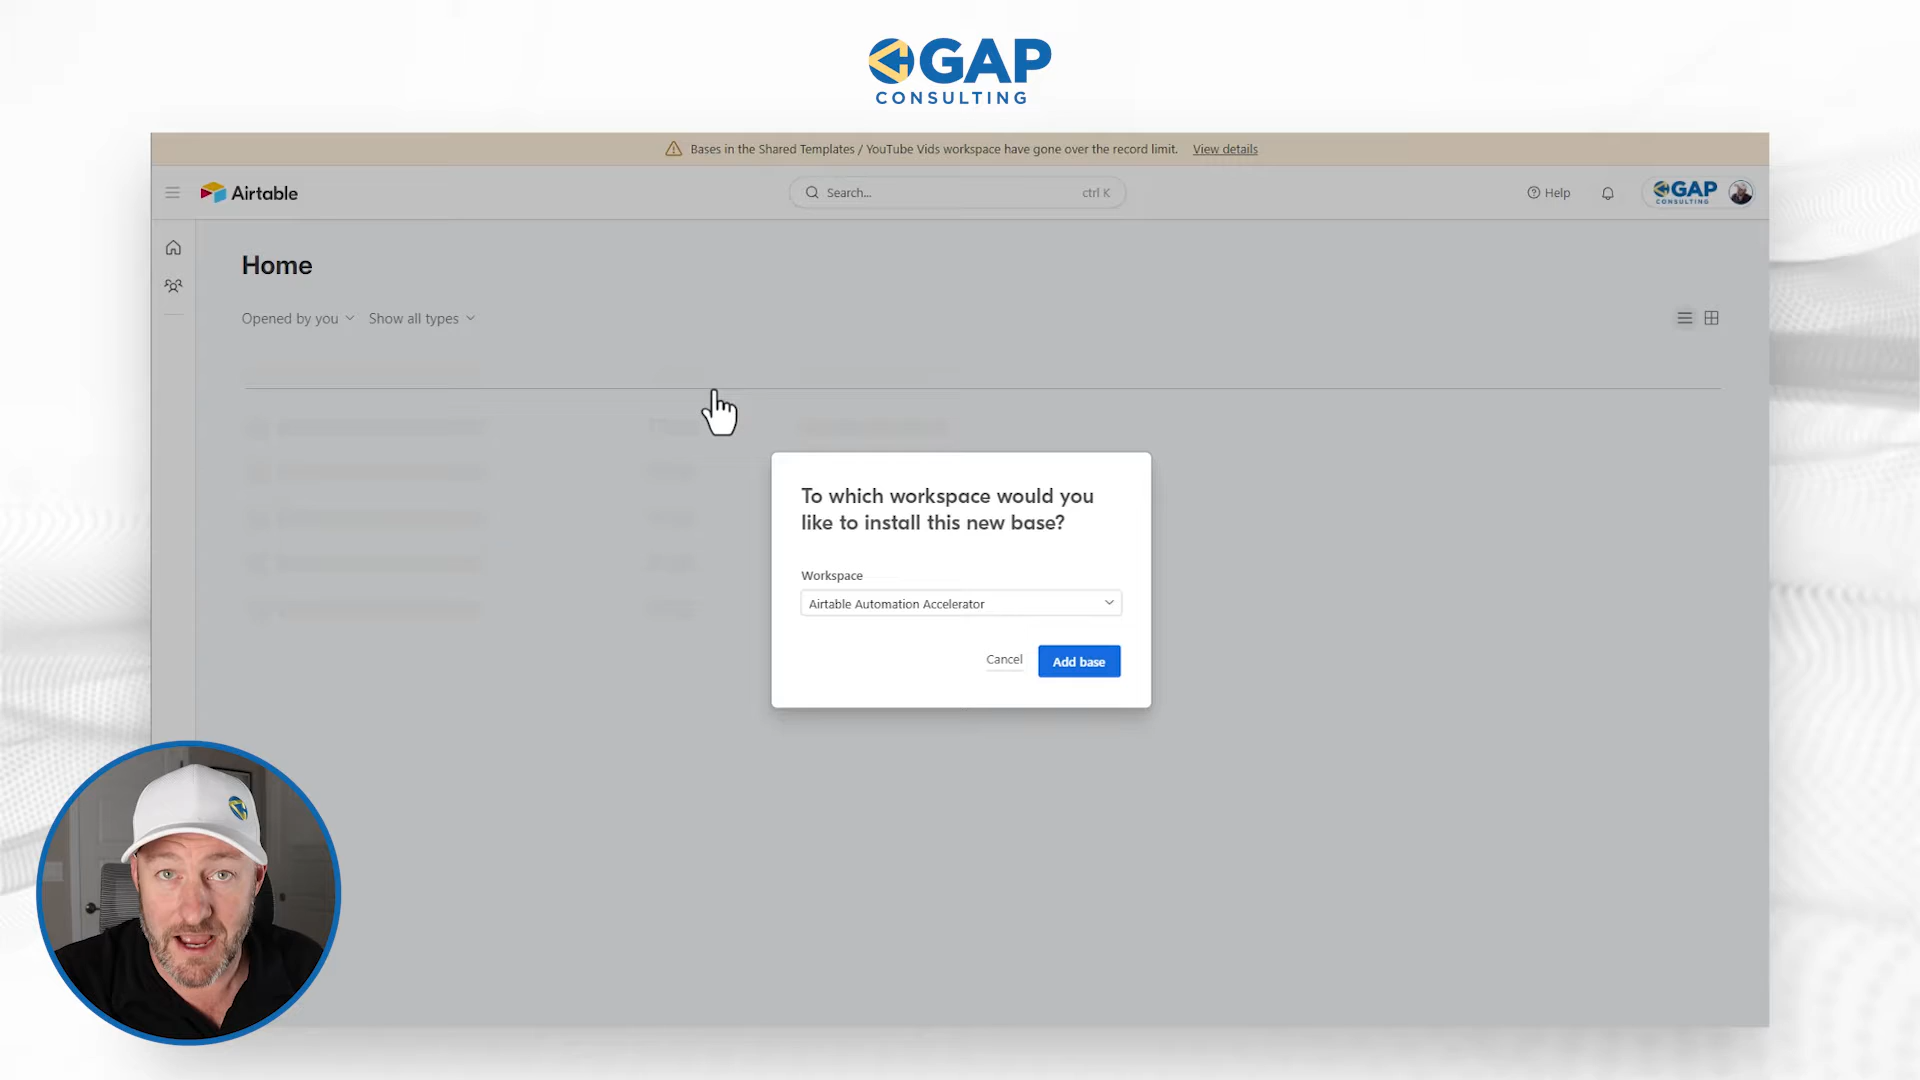 GAP
CONSULTING
Bases in the Shared Templates / YouTube Vids workspace have gone over the record limit. View details
Airtable
Search...
ctrl K
Help
GAP
CONSULTING
Home
Opened by you
Show all types
To which workspace would you
like to install this new base?
Workspace
Airtable Automation Accelerator
Cancel
Add base